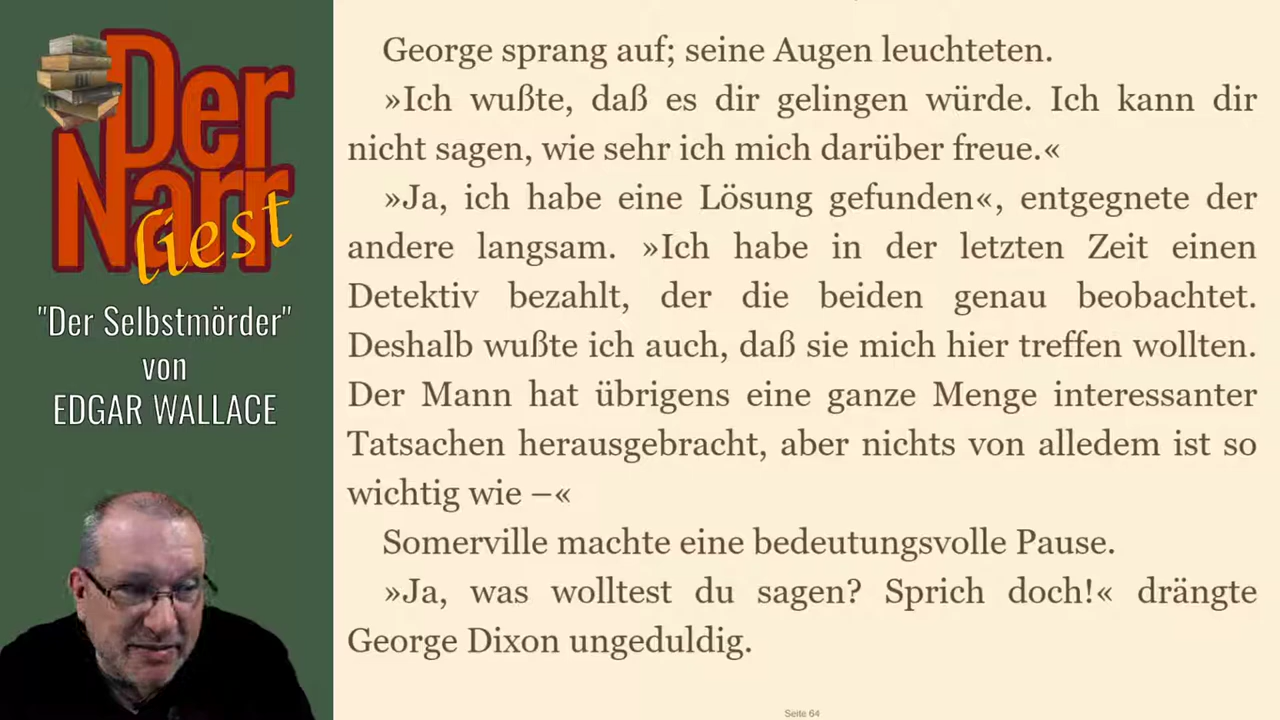 Der
Narr
liest
"Der Selbstmörder"
von
EDGAR WALLACE
George sprang auf; seine Augen leuchteten.
»Ich wußte, daß es dir gelingen würde. Ich kann dir
nicht sagen, wie sehr ich mich darüber freue.«
»Ja, ich habe eine Lösung gefunden«, entgegnete der
andere langsam. »Ich habe in der letzten Zeit einen
Detektiv bezahlt, der die beiden genau beobachtet.
Deshalb wußte ich auch, daß sie mich hier treffen wollten.
Der Mann hat übrigens eine ganze Menge interessanter
Tatsachen herausgebracht, aber nichts von alledem ist so
wichtig wie –«
Somerville machte eine bedeutungsvolle Pause.
»Ja, was wolltest du sagen? Sprich doch!« drängte
George Dixon ungeduldig.
Seite 64